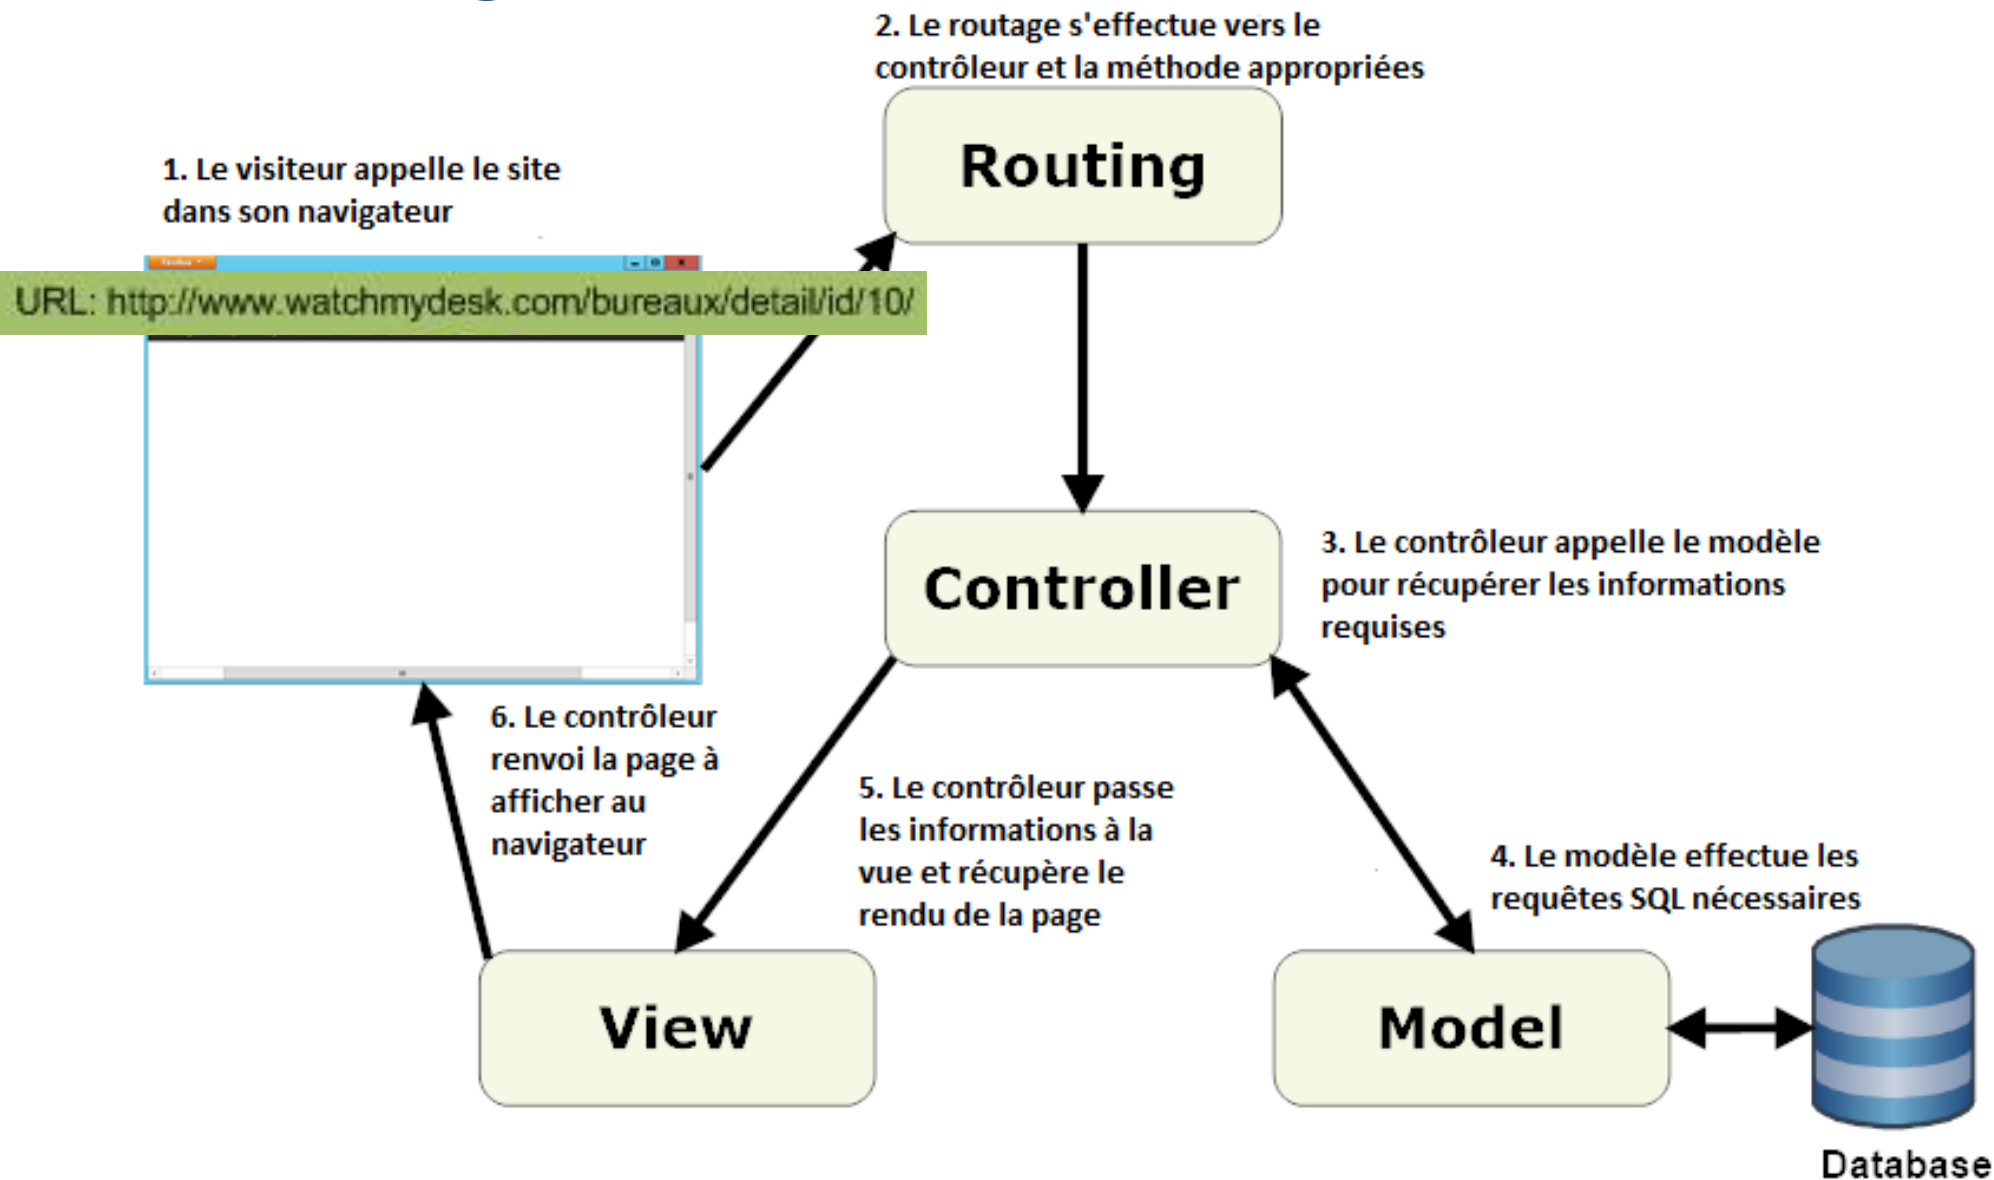 2. Le routage s'effectue vers le
contrôleur et la méthode appropriées
Routing
1. Le visiteur appelle le site
dans son navigateur
URL: http://www.watchmydesk.com/bureaux/detail/id/10/
Controller
3. Le contrôleur appelle le modèle
pour récupérer les informations
requises
6. Le contrôleur
renvoi la page à
afficher au
navigateur
5. Le contrôleur passe
les informations à la
vue et récupère le
rendu de la page
4. Le modèle effectue les
requêtes SQL nécessaires
View
Model
Database